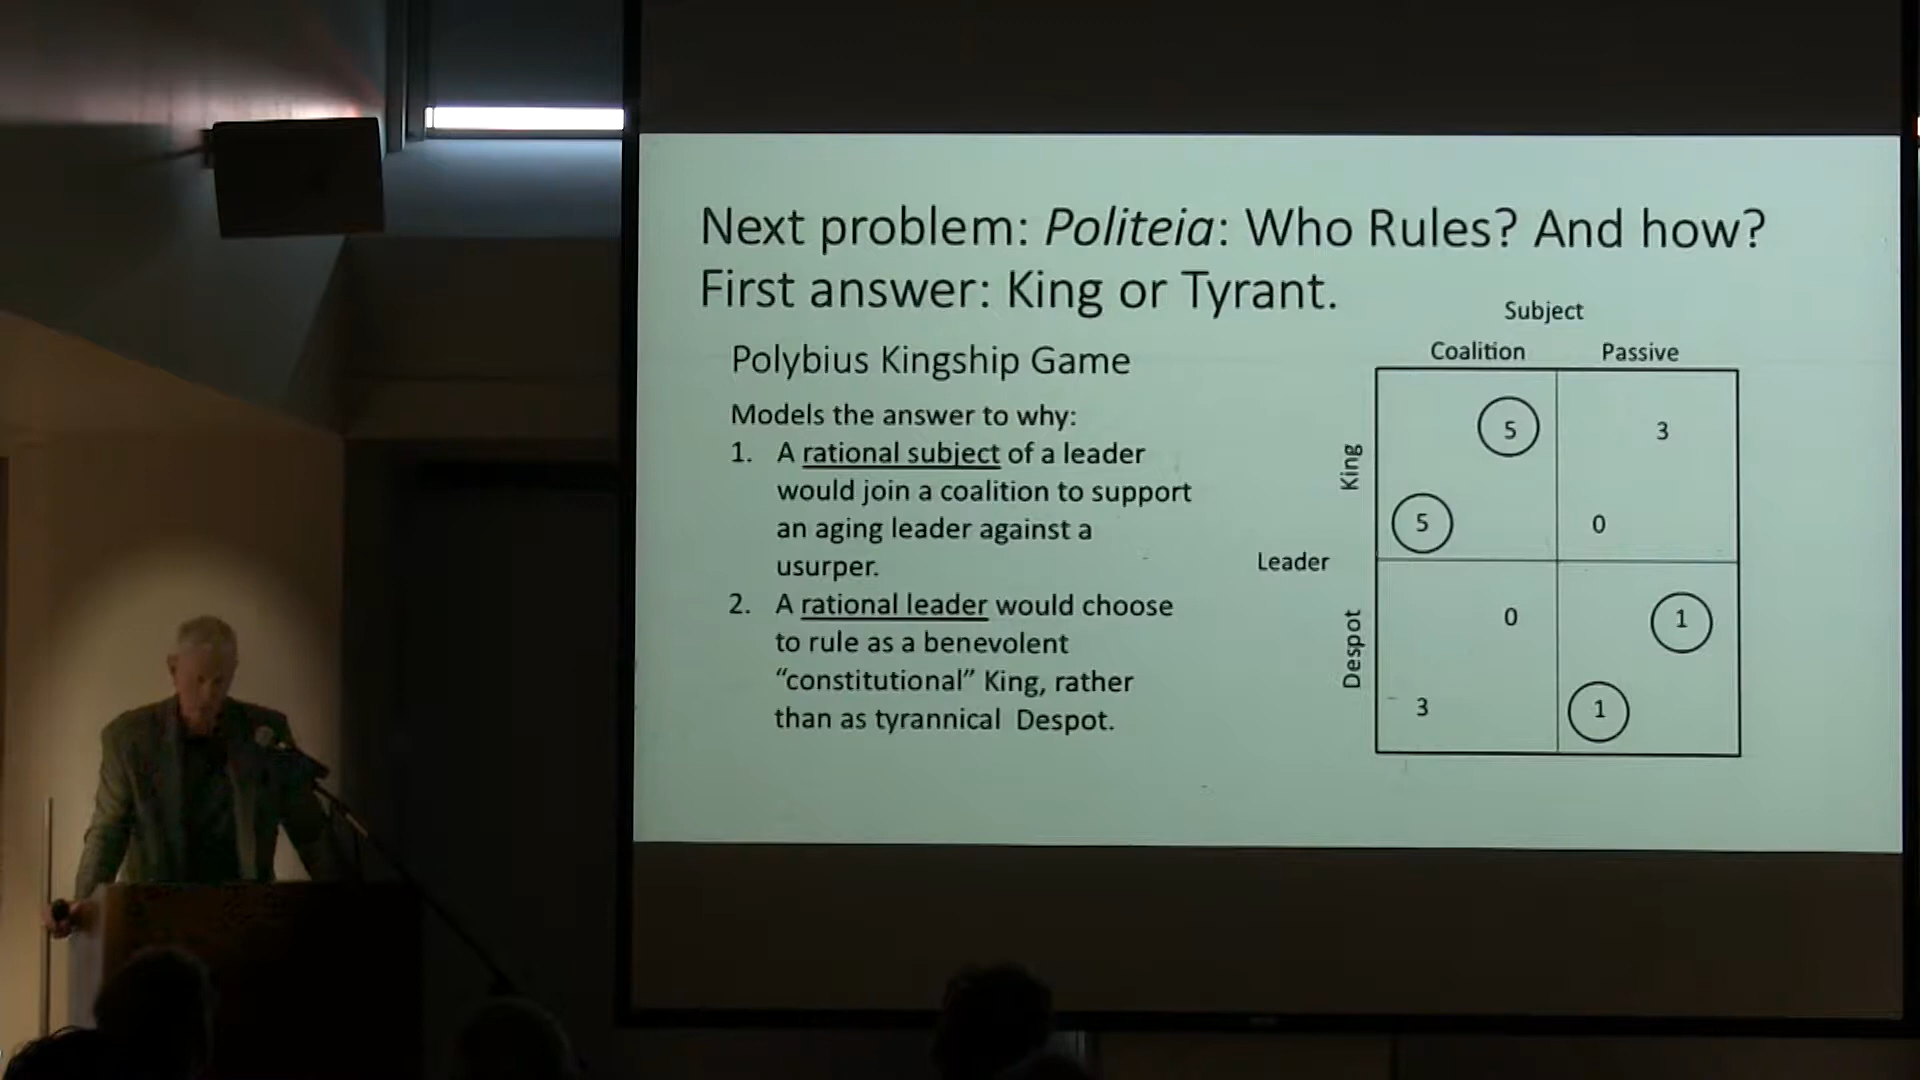 Next problem: Politeia: Who Rules? And how?
First answer: King or Tyrant.
Polybius Kingship Game
Models the answer to why:
1. A rational subject of a leader
would join a coalition to support
an aging leader against a
usurper.
2. A rational leader would choose
to rule as a benevolent
“constitutional” King, rather
than as tyrannical Despot.
Subject
Coalition Passive
King
5 3
5 0
Leader
Despot
0 1
3 1